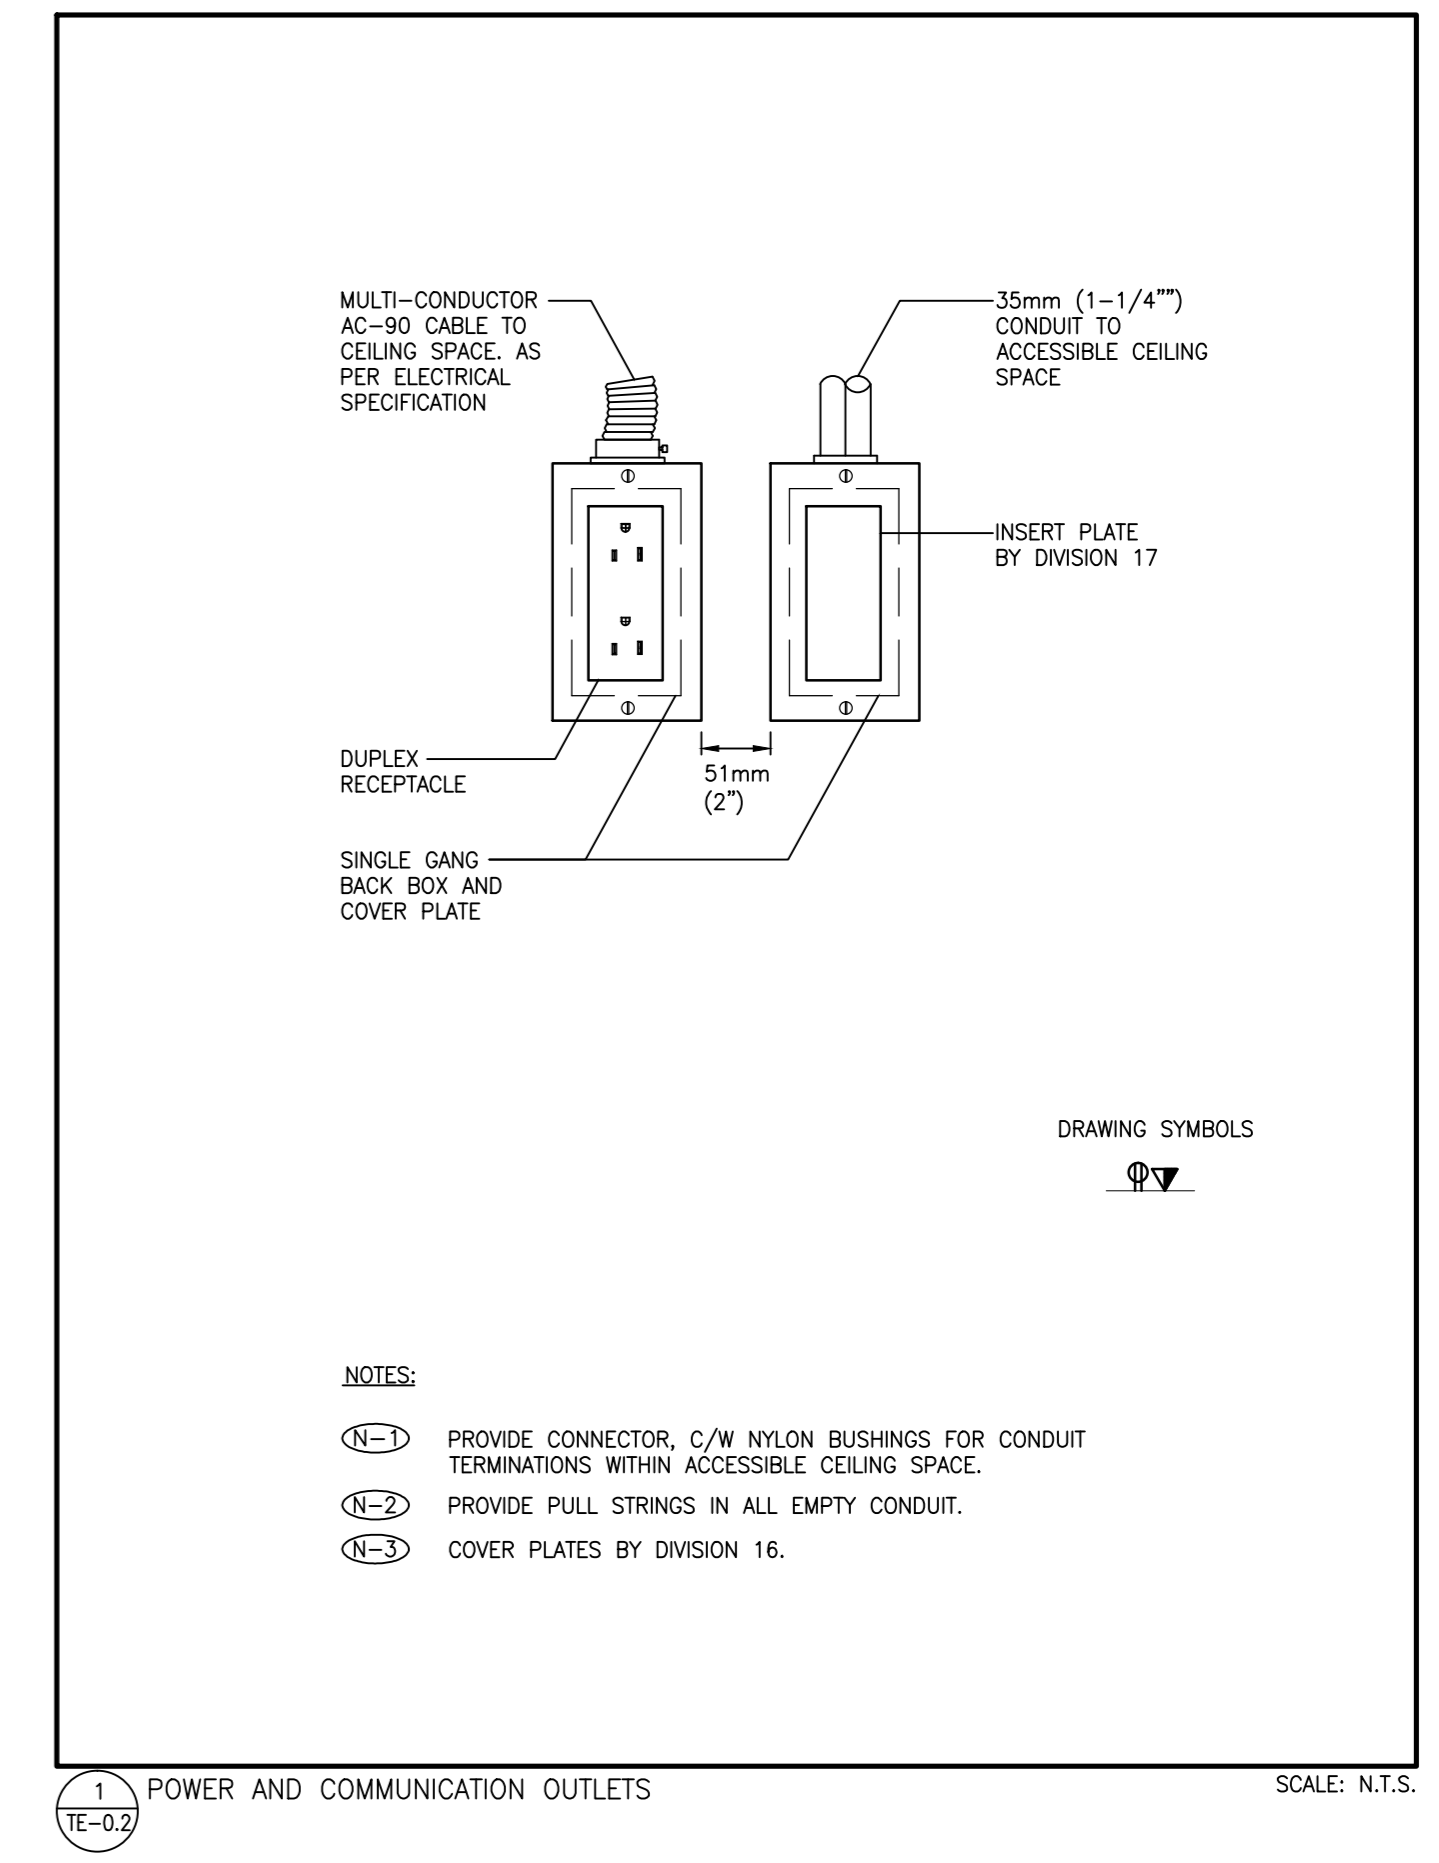 MULTI-CONDUCTOR
AC-90 CABLE TO
CEILING SPACE. AS
PER ELECTRICAL
SPECIFICATION
35mm (1-1/4"")
CONDUIT TO
ACCESSIBLE CEILING
SPACE
INSERT PLATE
BY DIVISION 17
DUPLEX
RECEPTACLE
51mm
(2")
SINGLE GANG
BACK BOX AND
COVER PLATE
DRAWING SYMBOLS
NOTES:
N-1 PROVIDE CONNECTOR, C/W NYLON BUSHINGS FOR CONDUIT
TERMINATIONS WITHIN ACCESSIBLE CEILING SPACE.
N-2 PROVIDE PULL STRINGS IN ALL EMPTY CONDUIT.
N-3 COVER PLATES BY DIVISION 16.
1
TE-0.2
POWER AND COMMUNICATION OUTLETS
SCALE: N.T.S.